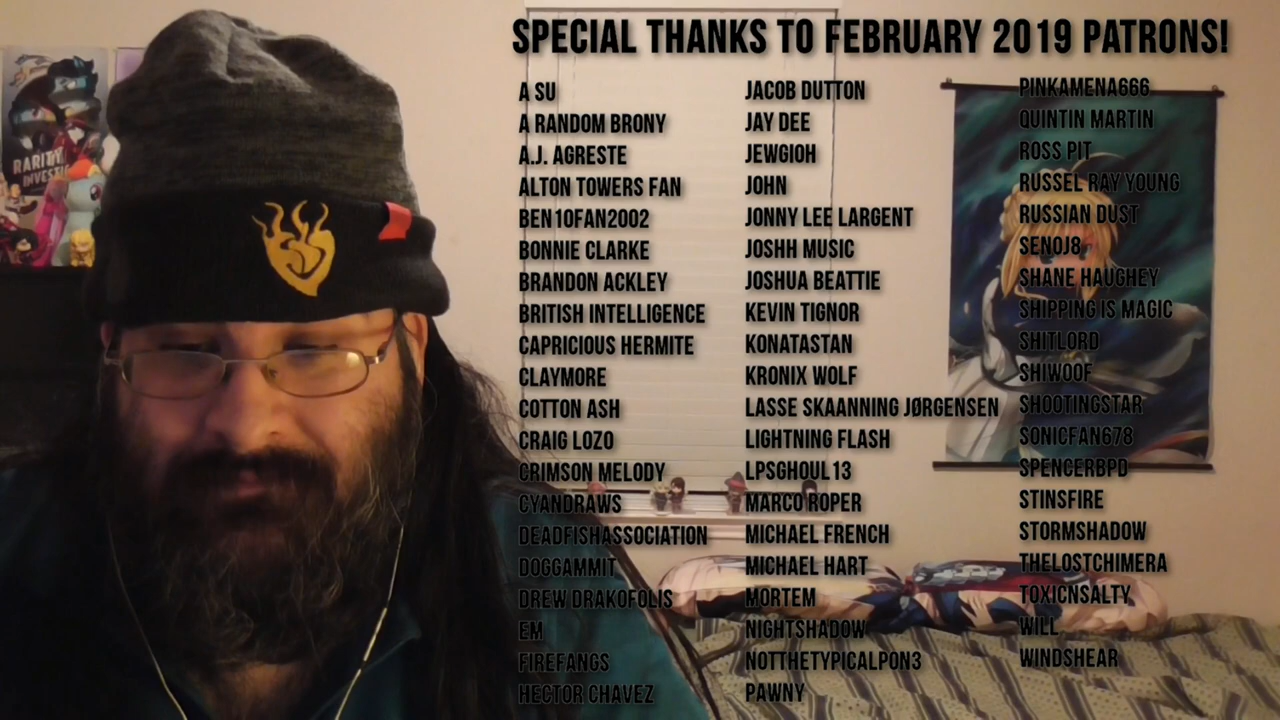 SPECIAL THANKS TO FEBRUARY 2019 PATRONS!
A SU
A RANDOM BRONY
A.J. AGRESTE
ALTON TOWERS FAN
BEN10FAN2002
BONNIE CLARKE
BRANDON ACKLEY
BRITISH INTELLIGENCE
CAPRICIOUS HERMITE
CLAYMORE
COTTON ASH
CRAIG LOZO
CRIMSON MELODY
CYANDRAWS
DEADFISHASSOCIATION
DOGGAMMIT
DREW DRAKOFOLIS
EM
FIREFANGS
HECTOR CHAVEZ
JACOB DUTTON
JAY DEE
JEWGIOH
JOHN
JONNY LEE LARGENT
JOSHH MUSIC
JOSHUA BEATTIE
KEVIN TIGNOR
KONATASTAN
KRONIX WOLF
LASSE SKAANNING JØRGENSEN
LIGHTNING FLASH
LPSGHOUL13
MARCO ROPER
MICHAEL FRENCH
MICHAEL HART
MORTEM
NIGHTSHADOW
NOTTHETYPICALPON3
PAWNY
PINKAMENA666
QUINTIN MARTIN
ROSS PIT
RUSSEL RAY YOUNG
RUSSIAN DUST
SENOJ8
SHANE HAUGHEY
SHIPPING IS MAGIC
SHITLORD
SHIWOOF
SHOOTINGSTAR
SONICFAN678
SPENCERBPD
STINSFIRE
STORMSHADOW
THELOSTCHIMERA
TOXICNSALTY
WILL
WINDSHEAR
RARITY